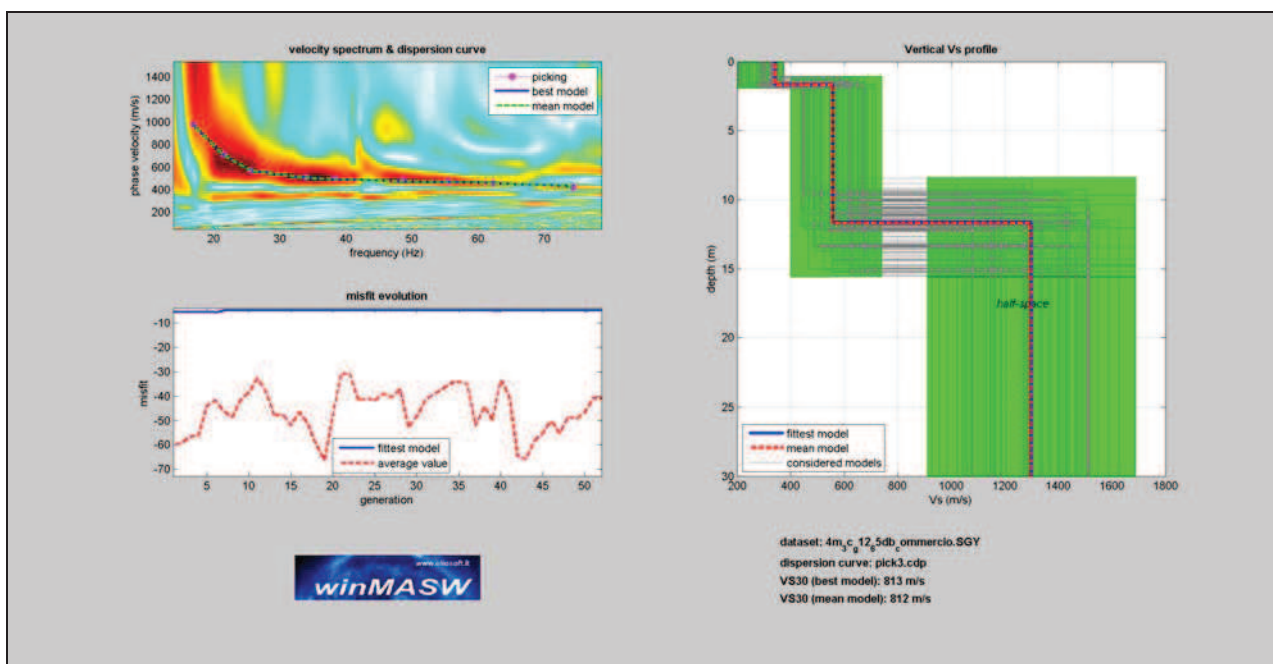 velocity spectrum & dispersion curve
1400
1200
1000
800
600
400
200
phase velocity (m/s)
picking
best model
mean model
20
30
40
50
60
70
frequency (Hz)
misfit evolution
-10
-20
-30
-40
-50
-60
-70
misfit
fittest model
average value
5
10
15
20
25
30
35
40
45
50
generation
www.eliosoft.it
winMASW
Vertical Vs profile
0
5
10
15
20
25
30
depth (m)
half-space
fittest model
mean model
considered models
200
400
600
800
1000
1200
1400
1600
1800
Vs (m/s)
dataset: 4m_3c_g12_65db_commercio.SGY
dispersion curve: pick3.cdp
VS30 (best model): 813 m/s
VS30 (mean model): 812 m/s